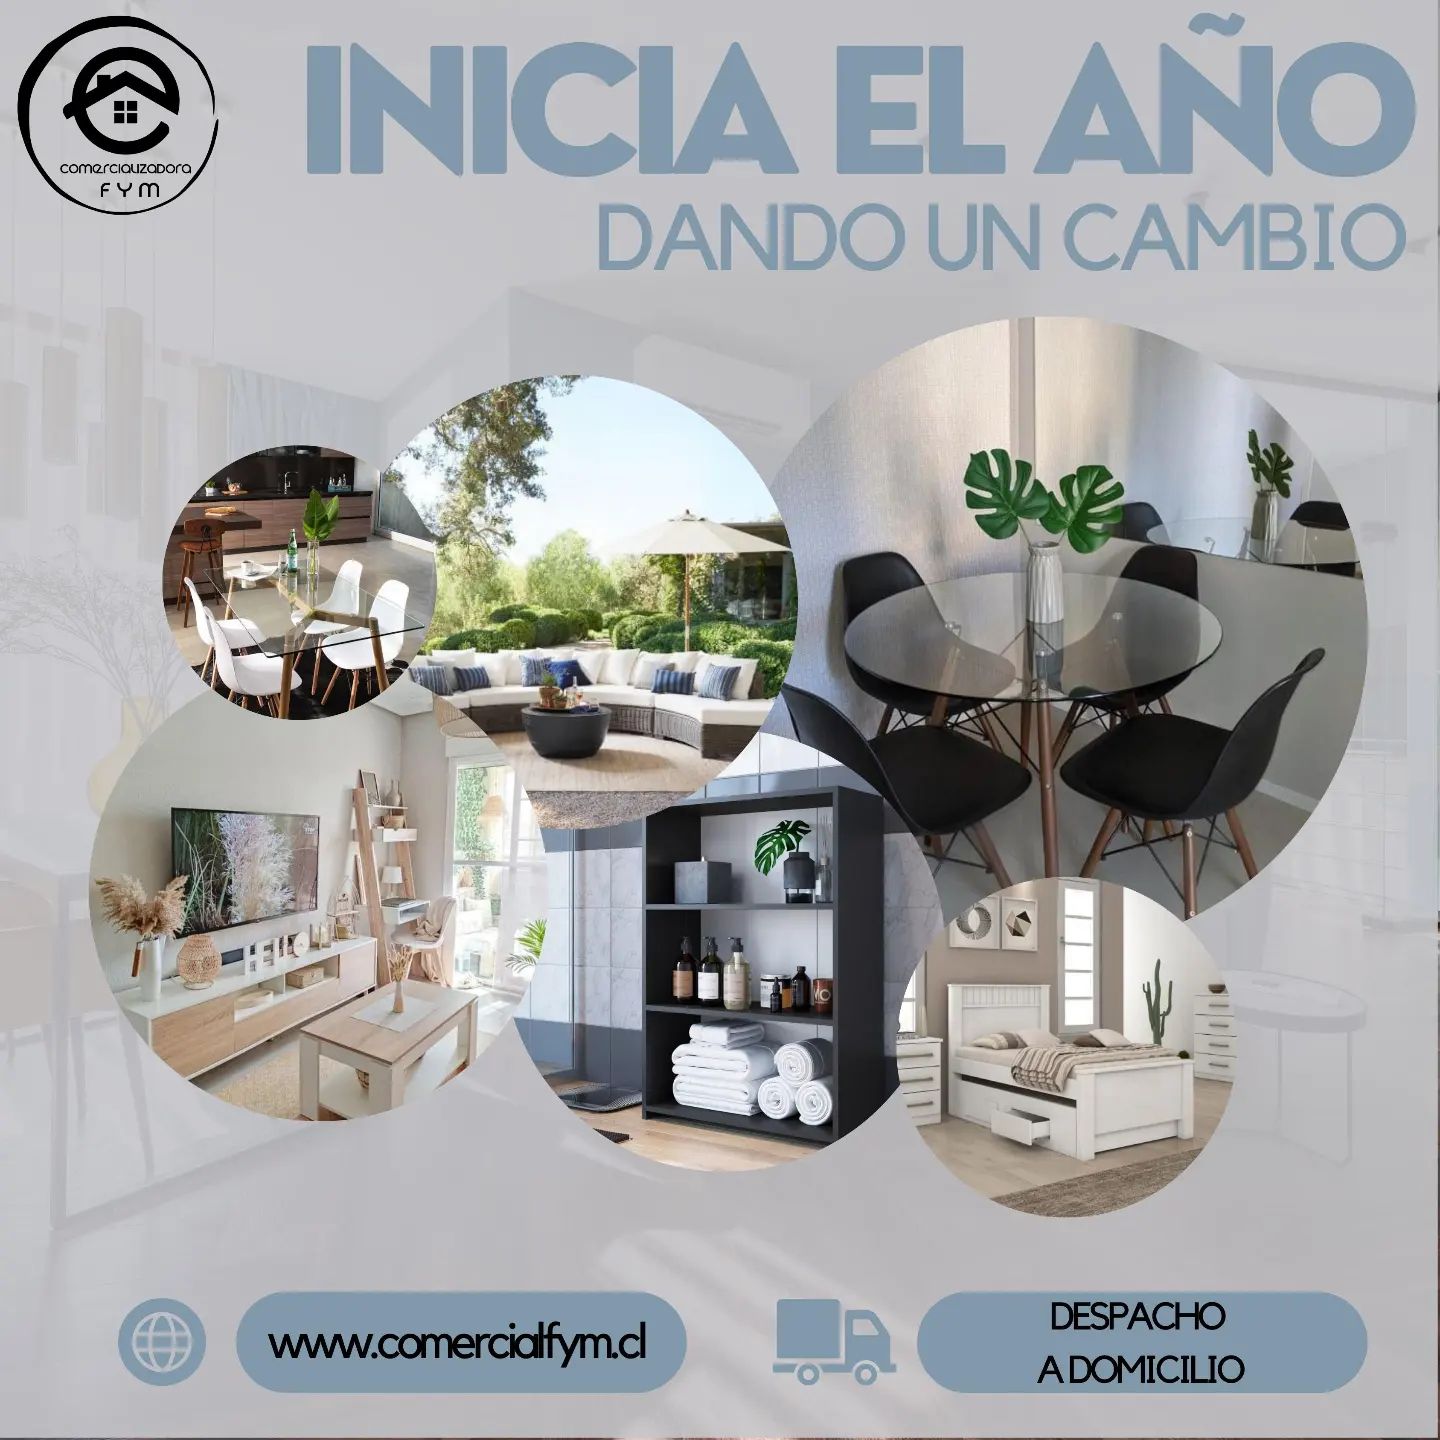 comercializadora
FYM
INICIA EL AÑO
DANDO UN CAMBIO
www.comercialfym.cl
DESPACHO
A DOMICILIO